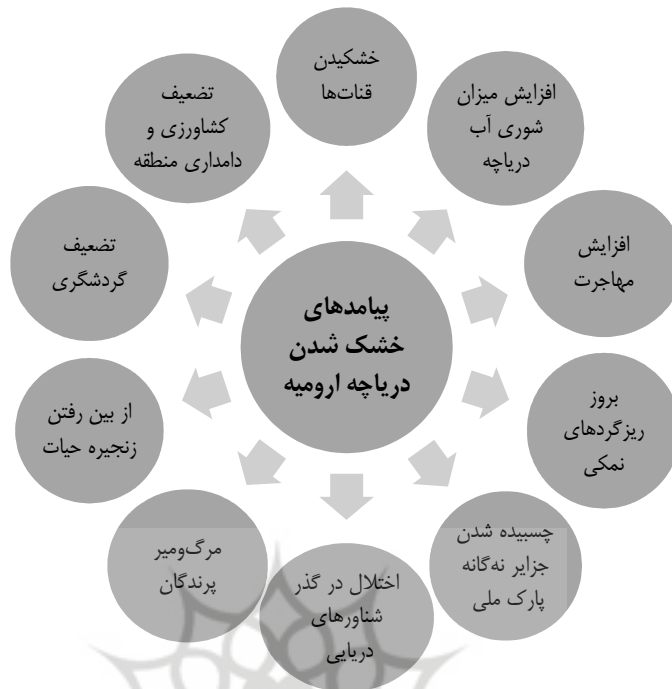 خشکیدن
قنات‌ها
افزایش میزان
شوری آب
دریاچه
افزایش
مهاجرت
بروز
ریزگردهای
نمکی
چسبیده شدن
جزایر نه‌گانه
پارک ملی
اختلال در گذر
شناورهای
دریایی
مرگ‌ومیر
پرندگان
از بین رفتن
زنجیره حیات
تضعیف
گردشگری
تضعیف
کشاورزی و
دامداری منطقه
پیامدهای
خشک شدن
دریاچه ارومیه